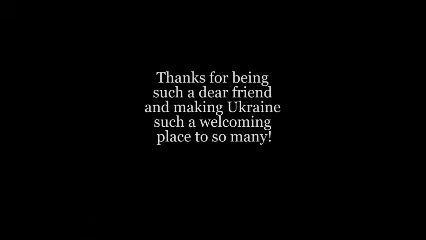 Thanks for being
such a dear friend
and making Ukraine
such a welcoming
place to so many!